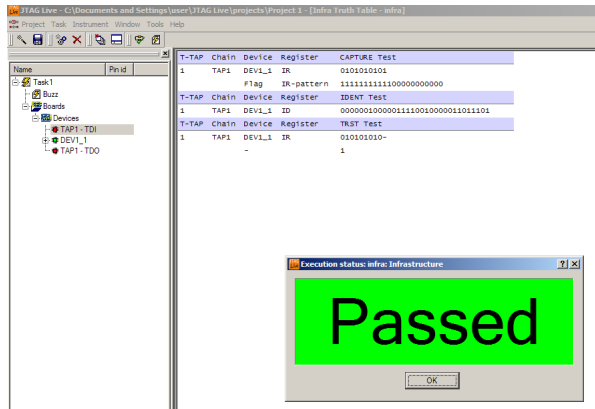 JTAG Live - C:\Documents and Settings\user\JTAG Live\projects\Project 1 - [Infra Truth Table - infra]
Project Task Instrument Window Tools Help
Name Pin id
Task1
Buzz
Boards
Devices
TAP1 - TDI
DEV1_1
TAP1 - TDO
T-TAP Chain Device Register CAPTURE Test
1 TAP1 DEV1_1 IR 0101010101
Flag IR-pattern 1111111111100000000000
T-TAP Chain Device Register IDENT Test
1 TAP1 DEV1_1 ID 00000010000011110010000011011101
T-TAP Chain Device Register TRST Test
1 TAP1 DEV1_1 IR 010101010-
- 1
Execution status: infra: Infrastructure
Passed
OK